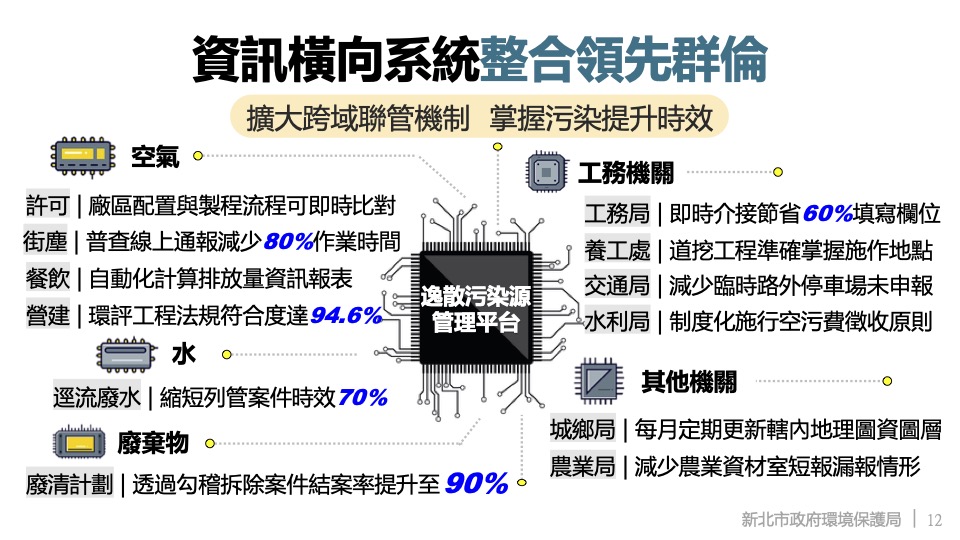 資訊橫向系統整合領先群倫
擴大跨域聯管機制 掌握污染提升時效
空氣
許可 | 廠區配置與製程流程可即時比對
街塵 | 普查線上通報減少80%作業時間
餐飲 | 自動化計算排放量資訊報表
營建 | 環評工程法規符合度達94.6%
水
逕流廢水 | 縮短列管案件時效70%
廢棄物
廢清計劃 | 透過勾稽拆除案件結案率提升至90%
逸散污染源
管理平台
工務機關
工務局 | 即時介接節省60%填寫欄位
養工處 | 道挖工程準確掌握施作地點
交通局 | 減少臨時路外停車場未申報
水利局 | 制度化施行空污費徵收原則
其他機關
城鄉局 | 每月定期更新轄內地理圖資圖層
農業局 | 減少農業資材室短報漏報情形
新北市政府環境保護局 | 12